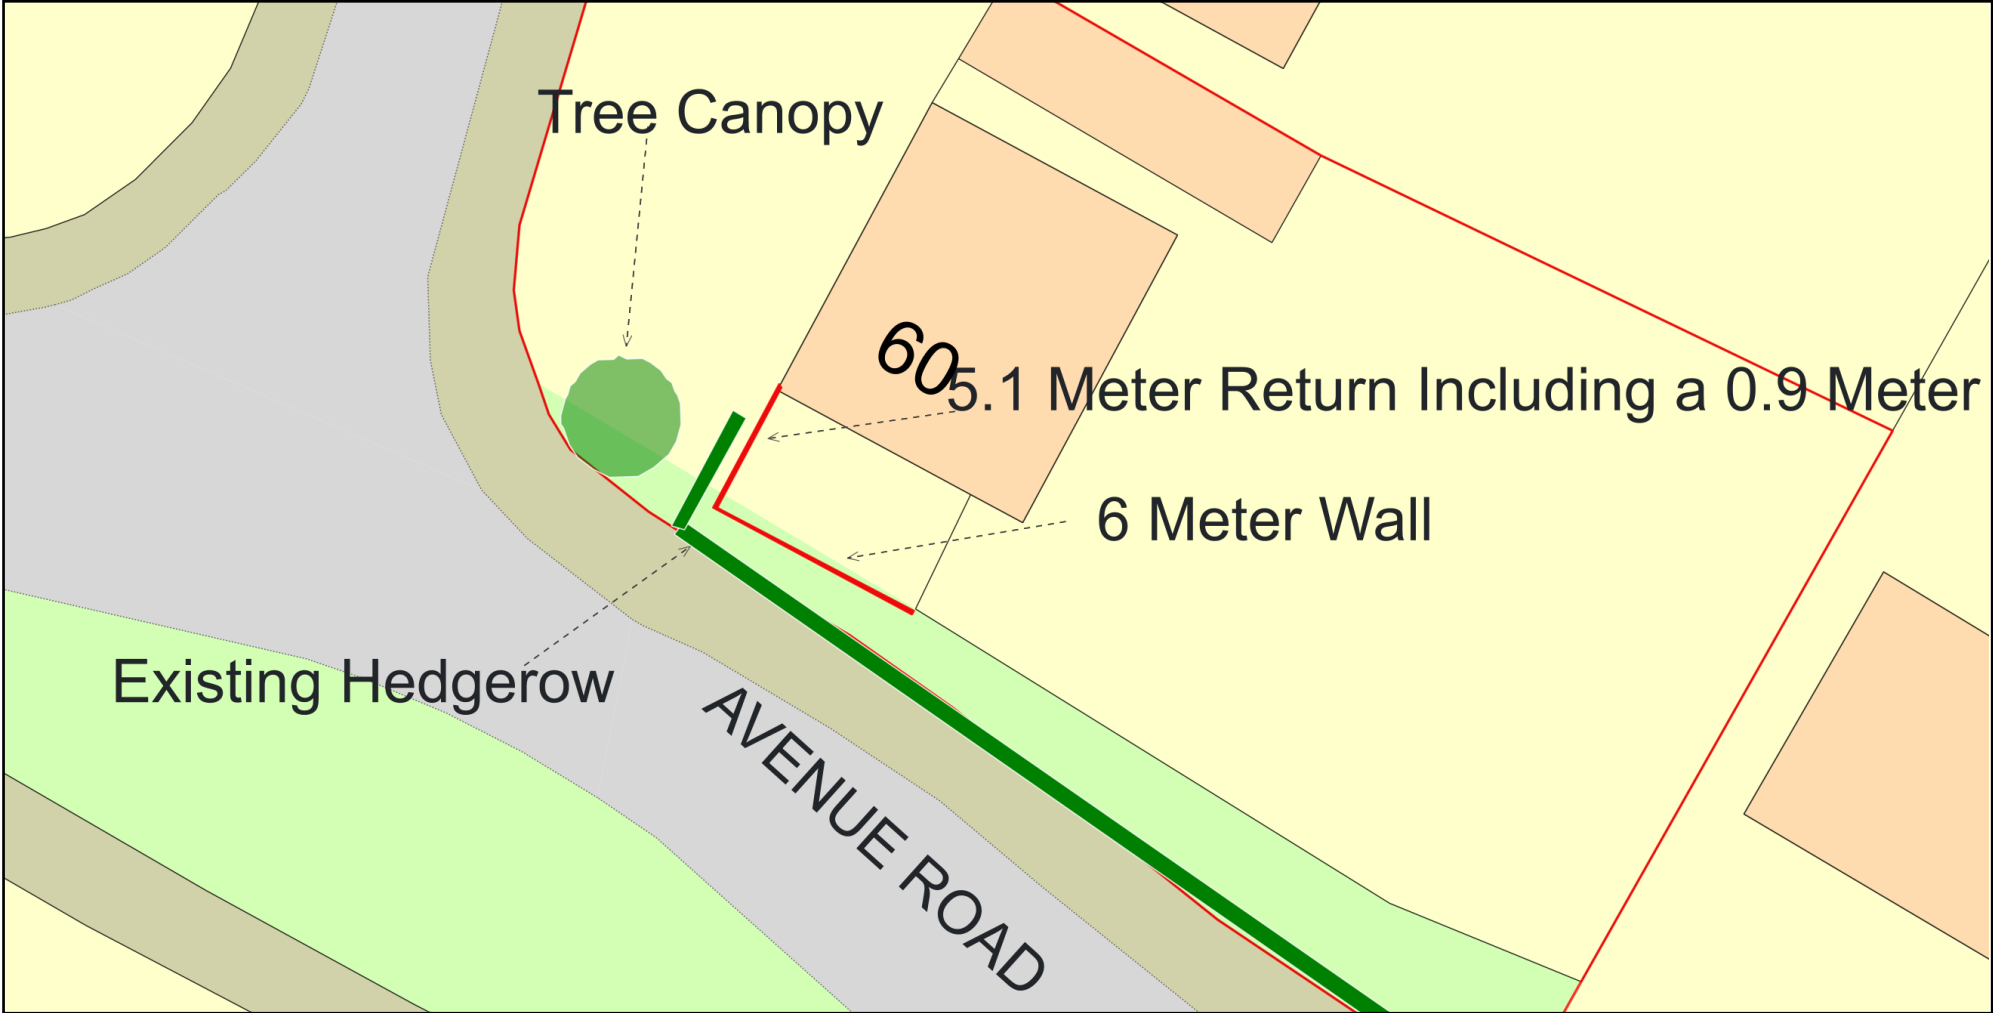 Tree Canopy
60
5.1 Meter Return Including a 0.9 Meter
6 Meter Wall
Existing Hedgerow
AVENUE ROAD